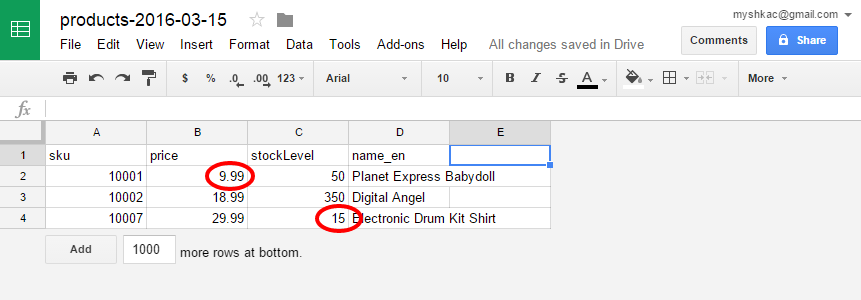 products-2016-03-15
myshkac@gmail.com
File Edit View Insert Format Data Tools Add-ons Help All changes saved in Drive
Comments
Share
$ % .0 .00 123 Arial 10 B I S A More
fx
A B C D E
1 sku price stockLevel name_en
2 10001 9.99 50 Planet Express Babydoll
3 10002 18.99 350 Digital Angel
4 10007 29.99 15 Electronic Drum Kit Shirt
Add 1000 more rows at bottom.